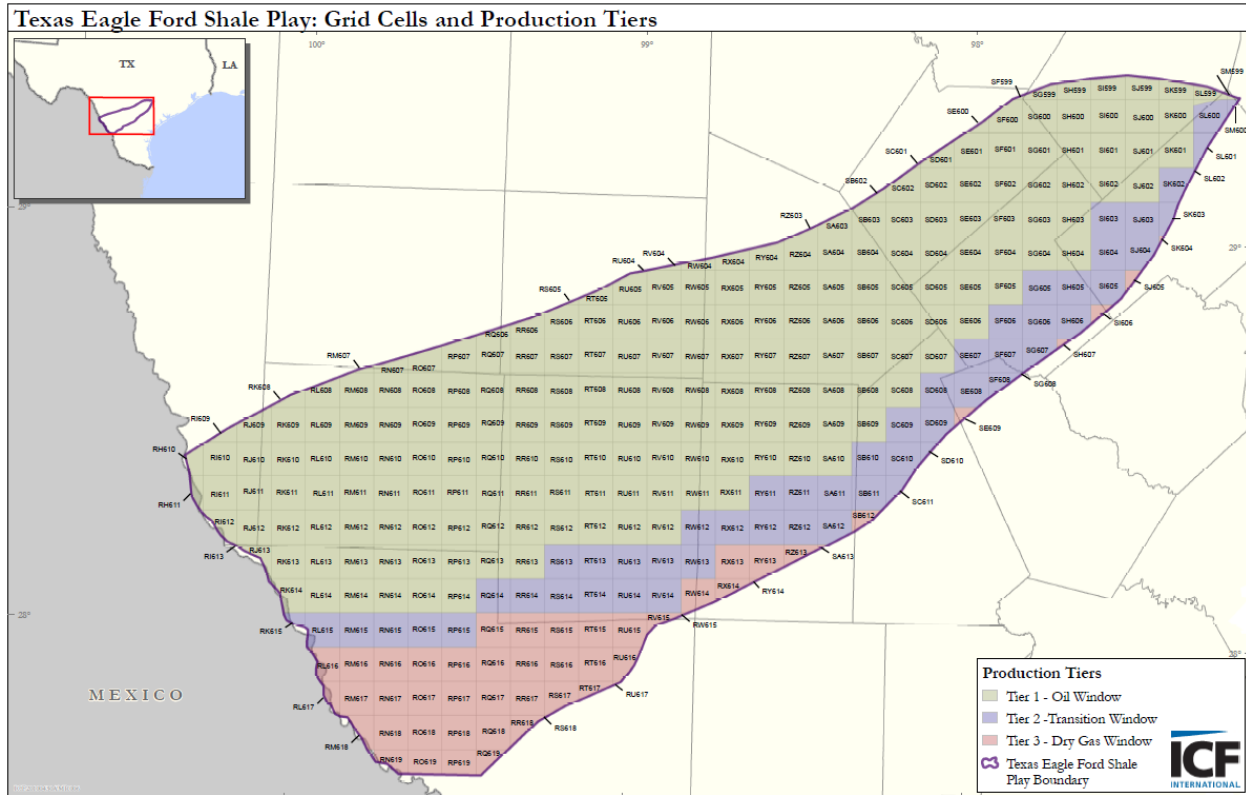 Texas Eagle Ford Shale Play: Grid Cells and Production Tiers
100° 99° 98°
TX LA
SM599
SF599 SG599 SH599 SI599 SJ599 SK599 SL599
SE600 SF600 SG600 SH600 SI600 SJ600 SK600 SL600 SM600
SC601 SD601 SE601 SF601 SG601 SH601 SI601 SJ601 SK601 SL601
SB602 SC602 SD602 SE602 SF602 SG602 SH602 SI602 SJ602 SK602 SL602
29°
RZ603 SA603 SB603 SC603 SD603 SE603 SF603 SG603 SH603 SI603 SJ603 SK603
RU604 RV604 RW604 RX604 RY604 RZ604 SA604 SB604 SC604 SD604 SE604 SF604 SG604 SH604 SI604 SJ604 SK604
29°
RS605 RT605 RU605 RV605 RW605 RX605 RY605 RZ605 SA605 SB605 SC605 SD605 SE605 SF605 SG605 SH605 SI605 SJ605
RQ606 RR606 RS606 RT606 RU606 RV606 RW606 RX606 RY606 RZ606 SA606 SB606 SC606 SD606 SE606 SF606 SG606 SH606 SI606
RM607 RN607 RO607 RP607 RQ607 RR607 RS607 RT607 RU607 RV607 RW607 RX607 RY607 RZ607 SA607 SB607 SC607 SD607 SE607 SF607 SG607 SH607
RK608 RL608 RM608 RN608 RO608 RP608 RQ608 RR608 RS608 RT608 RU608 RV608 RW608 RX608 RY608 RZ608 SA608 SB608 SC608 SD608 SE608 SF608 SG608
RI609 RJ609 RK609 RL609 RM609 RN609 RO609 RP609 RQ609 RR609 RS609 RT609 RU609 RV609 RW609 RX609 RY609 RZ609 SA609 SB609 SC609 SD609 SE609
RH610 RI610 RJ610 RK610 RL610 RM610 RN610 RO610 RP610 RQ610 RR610 RS610 RT610 RU610 RV610 RW610 RX610 RY610 RZ610 SA610 SB610 SC610 SD610
RH611 RI611 RJ611 RK611 RL611 RM611 RN611 RO611 RP611 RQ611 RR611 RS611 RT611 RU611 RV611 RW611 RX611 RY611 RZ611 SA611 SB611 SC611
RI612 RJ612 RK612 RL612 RM612 RN612 RO612 RP612 RQ612 RR612 RS612 RT612 RU612 RV612 RW612 RX612 RY612 RZ612 SA612 SB612
RI613 RJ613 RK613 RL613 RM613 RN613 RO613 RP613 RQ613 RR613 RS613 RT613 RU613 RV613 RW613 RX613 RY613 RZ613 SA613
RK614 RL614 RM614 RN614 RO614 RP614 RQ614 RR614 RS614 RT614 RU614 RV614 RW614 RX614 RY614
28°
RK615 RL615 RM615 RN615 RO615 RP615 RQ615 RR615 RS615 RT615 RU615 RV615 RW615
28°
RL616 RM616 RN616 RO616 RP616 RQ616 RR616 RS616 RT616 RU616
MEXICO
RL617 RM617 RN617 RO617 RP617 RQ617 RR617 RS617 RT617 RU617
RM618 RN618 RO618 RP618 RQ618 RR618 RS618
RN619 RO619 RP619 RQ619
Production Tiers
Tier 1 - Oil Window
Tier 2 -Transition Window
Tier 3 - Dry Gas Window
Texas Eagle Ford Shale
Play Boundary
ICF
INTERNATIONAL